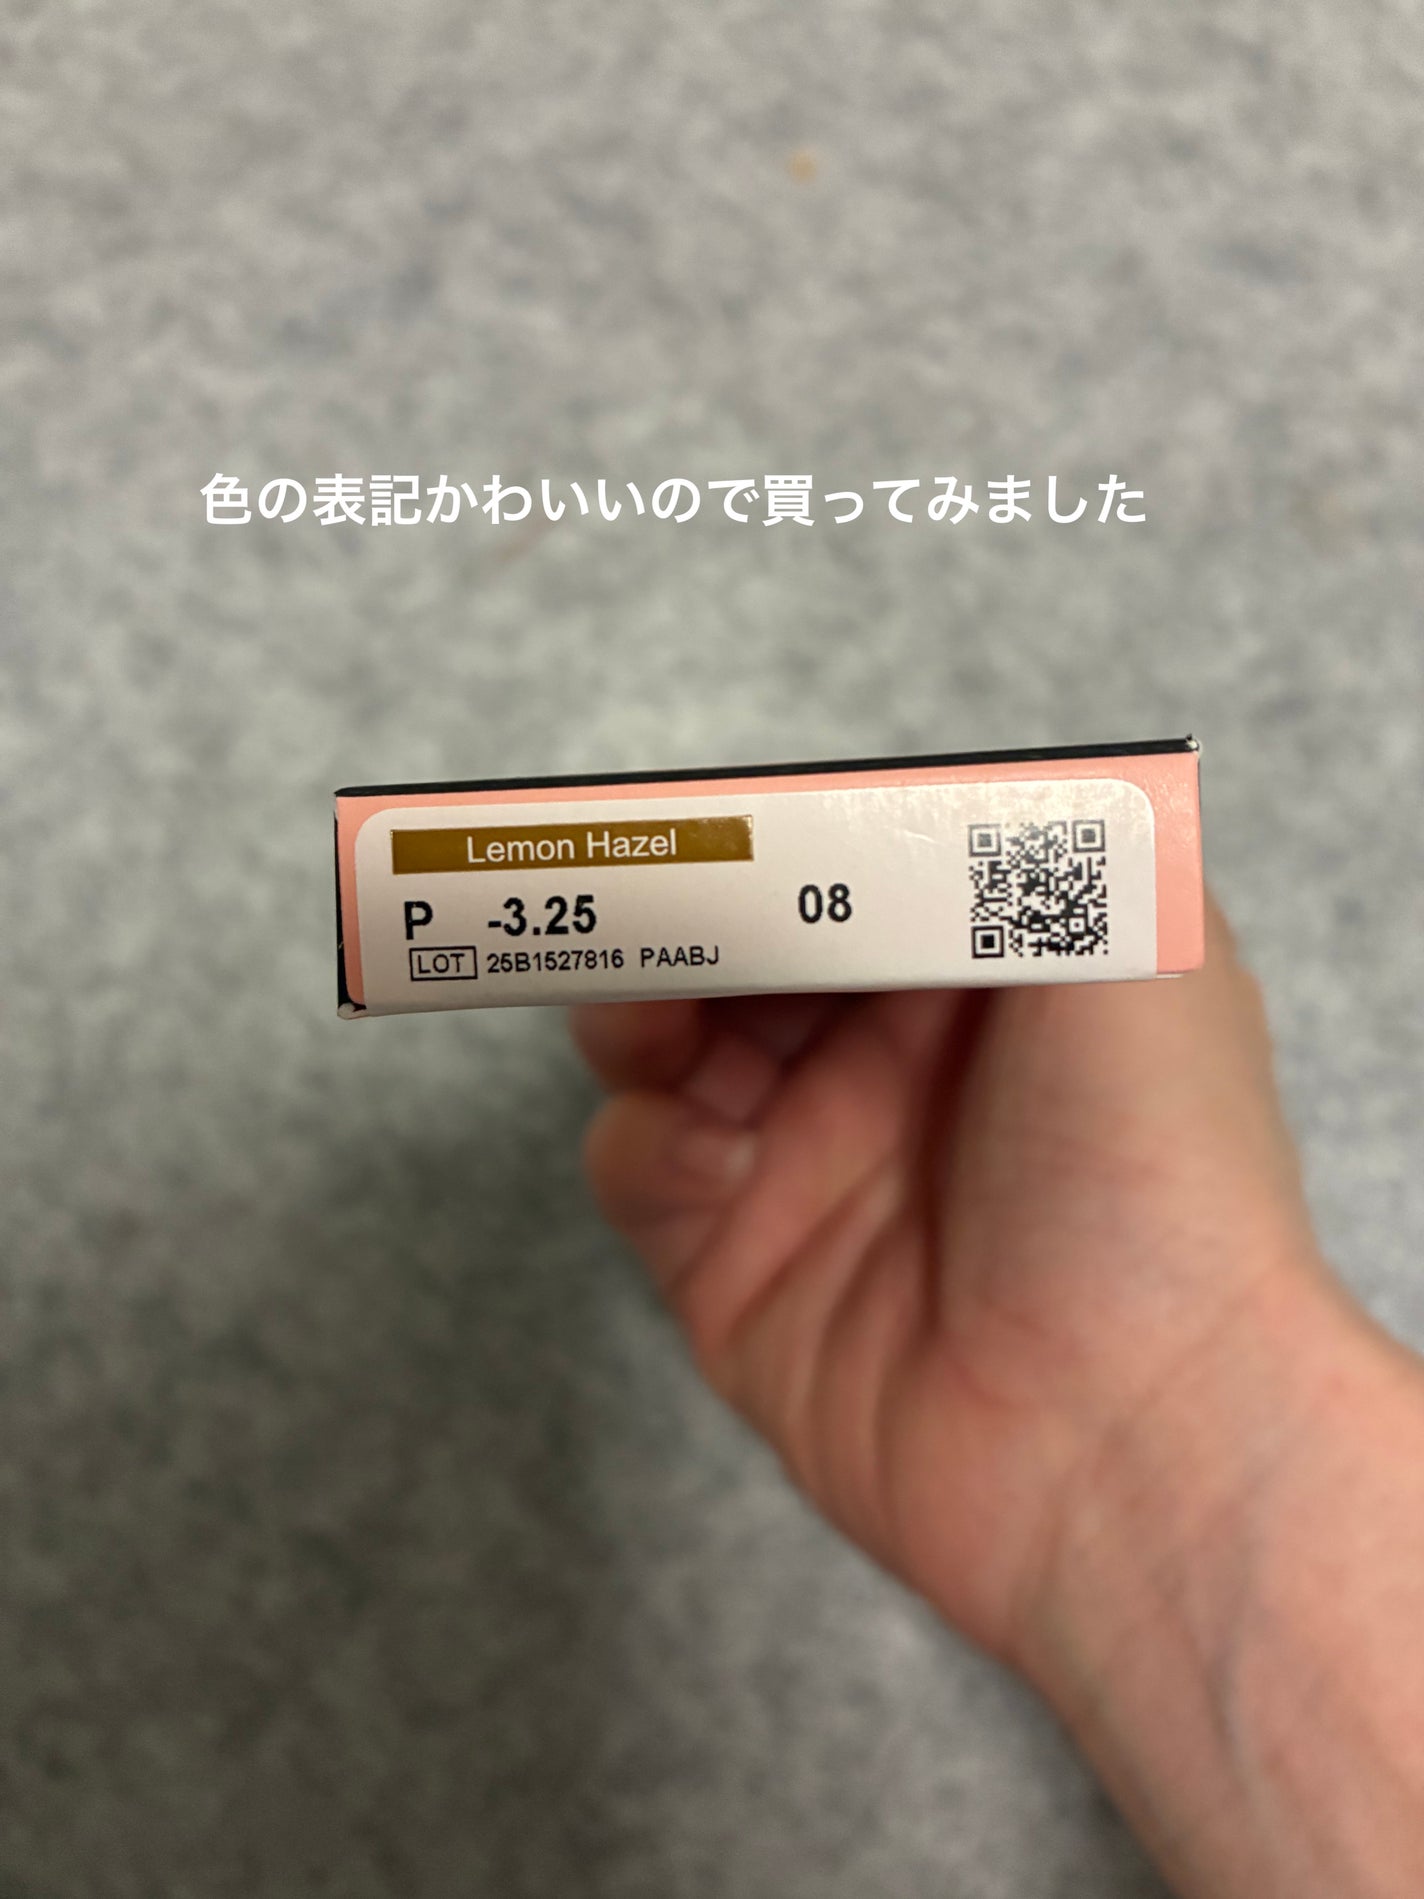 色の表記かわいいので買ってみました
Lemon Hazel
P -3.25 08
LOT 25B1527816 PAABJ